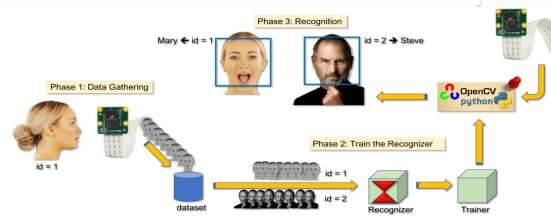 Phase 3: Recognition
Mary ← id = 1
id = 2 → Steve
Phase 1: Data Gathering
OpenCV
python
Phase 2: Train the Recognizer
id = 1
id = 1
id = 2
dataset
Recognizer
Trainer